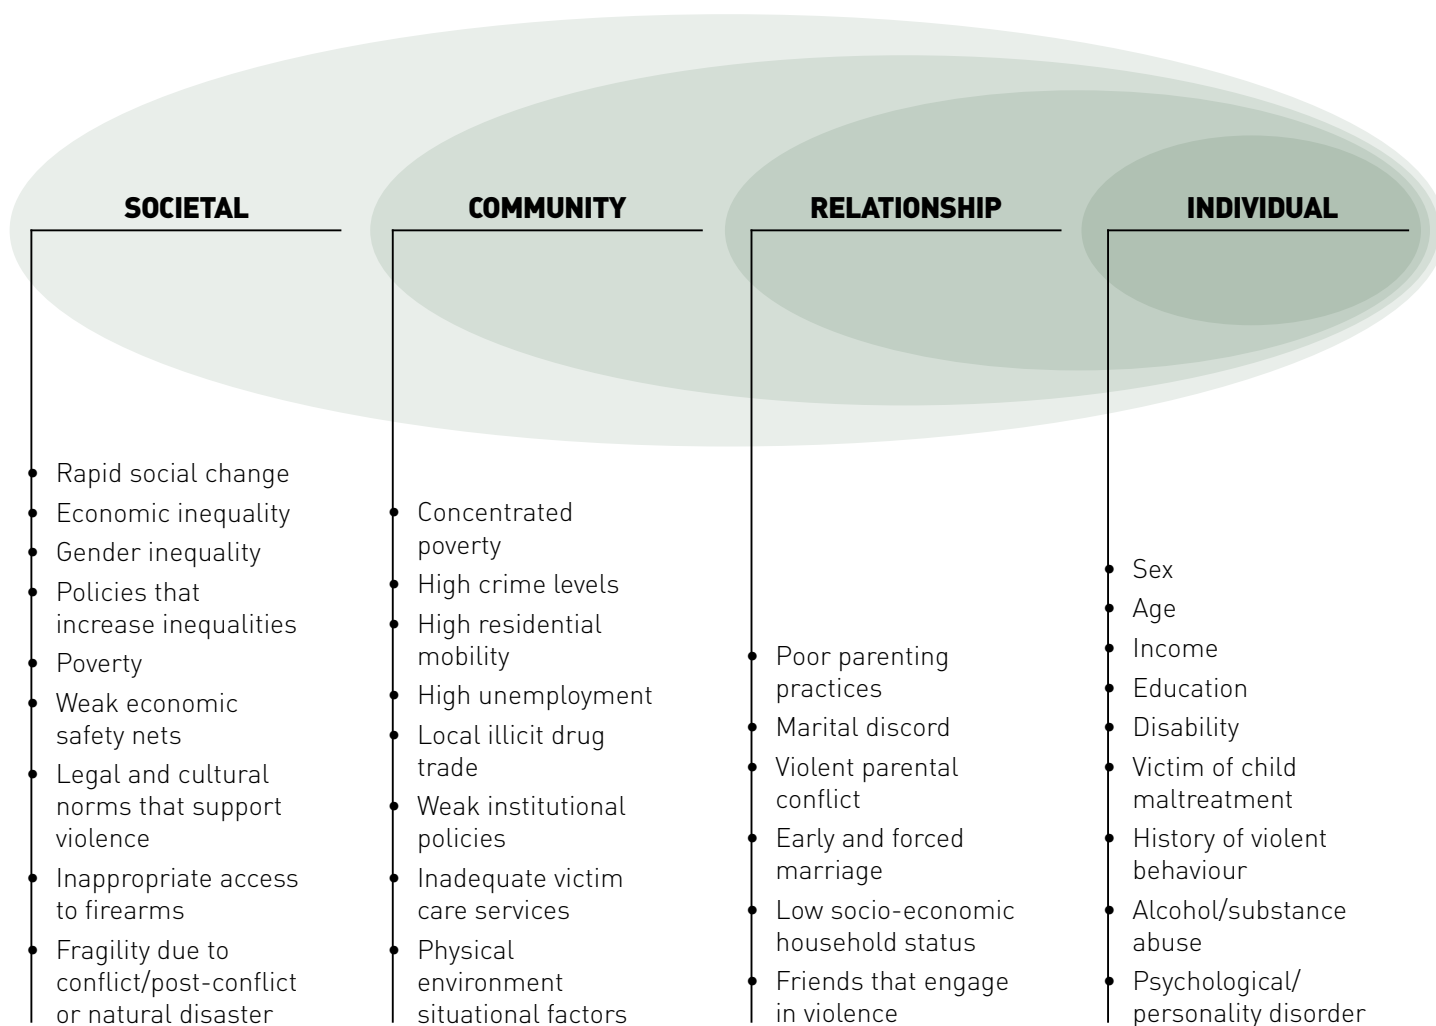 SOCIETAL
Rapid social change
Economic inequality
Gender inequality
Policies that
increase inequalities
Poverty
Weak economic
safety nets
Legal and cultural
norms that support
violence
Inappropriate access
to firearms
Fragility due to
conflict/post-conflict
or natural disaster
COMMUNITY
Concentrated
poverty
High crime levels
High residential
mobility
High unemployment
Local illicit drug
trade
Weak institutional
policies
Inadequate victim
care services
Physical
environment
situational factors
RELATIONSHIP
Poor parenting
practices
Marital discord
Violent parental
conflict
Early and forced
marriage
Low socio-economic
household status
Friends that engage
in violence
INDIVIDUAL
Sex
Age
Income
Education
Disability
Victim of child
maltreatment
History of violent
behaviour
Alcohol/substance
abuse
Psychological/
personality disorder